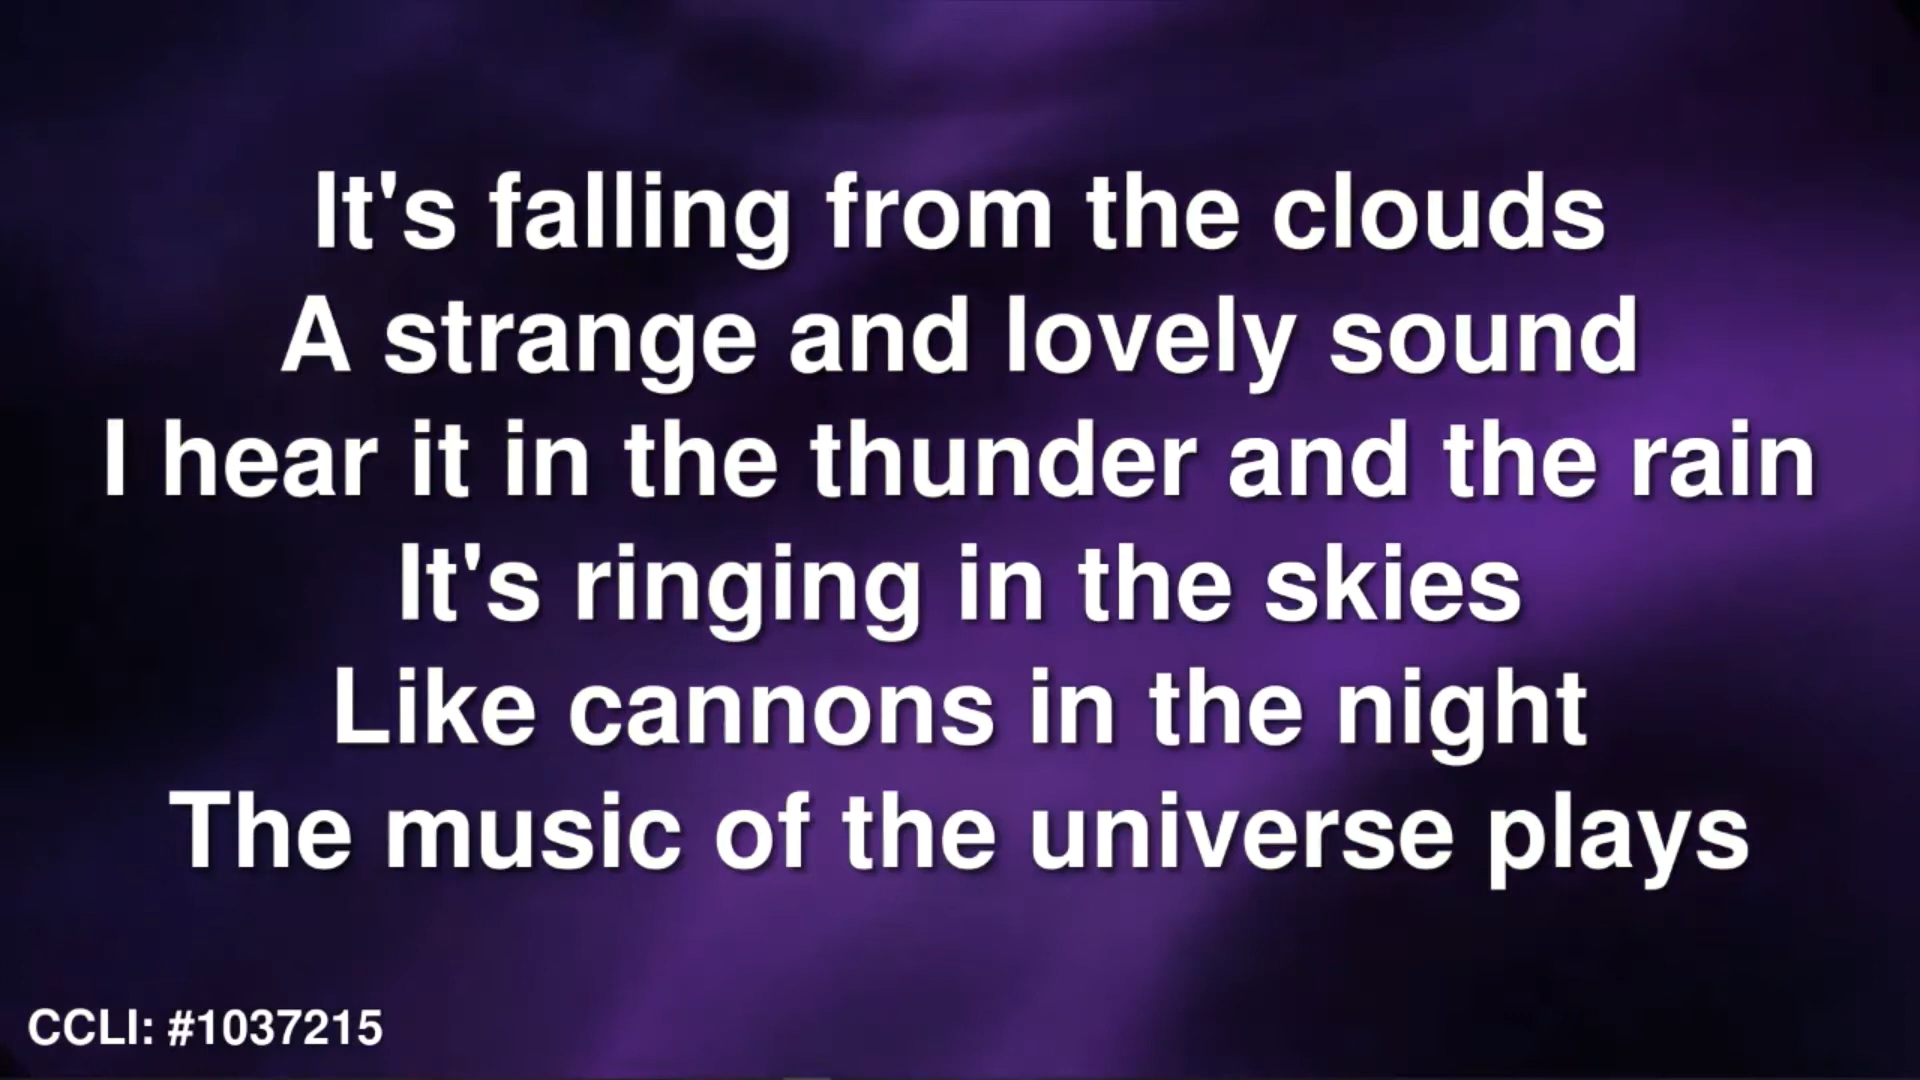 It's falling from the clouds
A strange and lovely sound
I hear it in the thunder and the rain
It's ringing in the skies
Like cannons in the night
The music of the universe plays
CCLI: #1037215